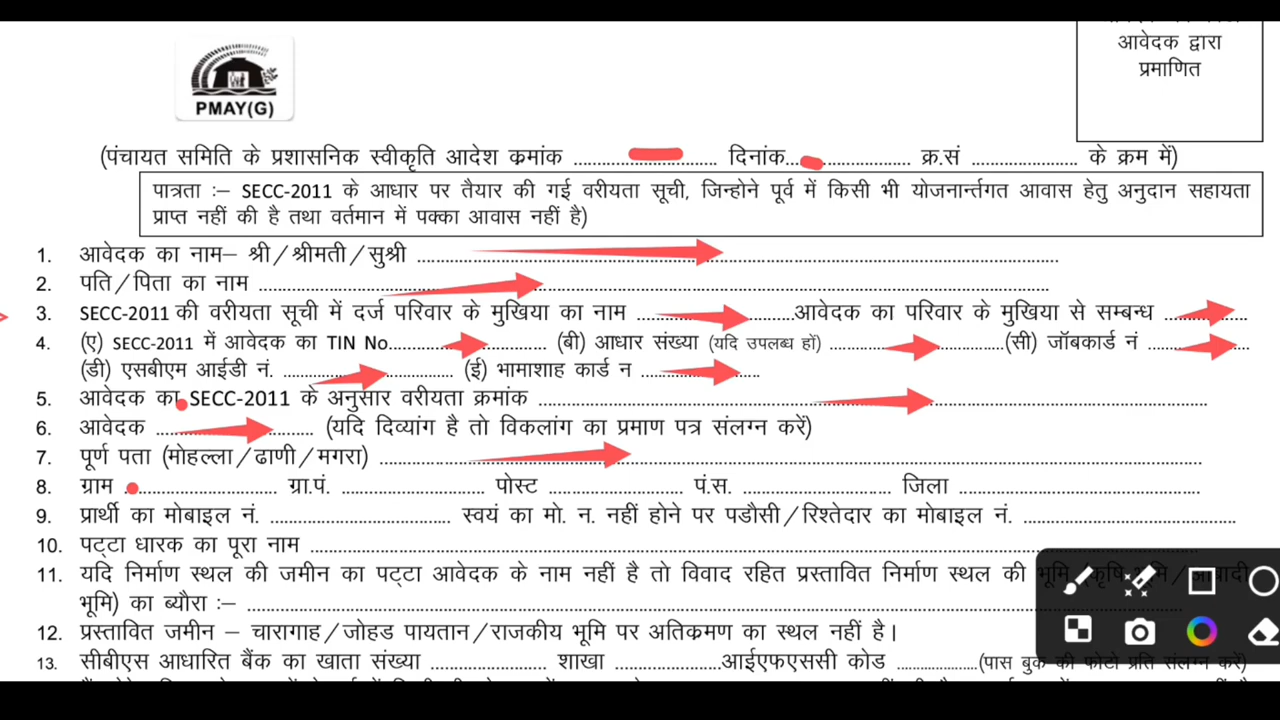 आवेदक द्वारा
प्रमाणित
PMAY(G)
(पंचायत समिति के प्रशासनिक स्वीकृति आदेश क्रमांक .................... दिनांक.................... क्र.सं .................... के क्रम में)
पात्रता :– SECC-2011 के आधार पर तैयार की गई वरीयता सूची, जिन्होने पूर्व में किसी भी योजनार्न्तगत आवास हेतु अनुदान सहायता
प्राप्त नहीं की है तथा वर्तमान में पक्का आवास नहीं है)
1. आवेदक का नाम– श्री/श्रीमती/सुश्री ....................
2. पति/पिता का नाम ....................
3. SECC-2011 की वरीयता सूची में दर्ज परिवार के मुखिया का नाम ....................आवेदक का परिवार के मुखिया से सम्बन्ध ....................
4. (ए) SECC-2011 में आवेदक का TIN No.................... (बी) आधार संख्या (यदि उपलब्ध हों) ....................(सी) जॉबकार्ड नं ....................
(डी) एसबीएम आईडी नं. .................... (ई) भामाशाह कार्ड न ....................
5. आवेदक का SECC-2011 के अनुसार वरीयता क्रमांक ....................
6. आवेदक .................... (यदि दिव्यांग है तो विकलांग का प्रमाण पत्र संलग्न करें)
7. पूर्ण पता (मोहल्ला/ढाणी/मगरा) ....................
8. ग्राम .................... ग्रा.पं. .................... पोस्ट .................... पं.स. .................... जिला ....................
9. प्रार्थी का मोबाइल नं. .................... स्वयं का मो. न. नहीं होने पर पडौसी/रिश्तेदार का मोबाइल नं. ....................
10. पट्टा धारक का पूरा नाम ....................
11. यदि निर्माण स्थल की जमीन का पट्टा आवेदक के नाम नहीं है तो विवाद रहित प्रस्तावित निर्माण स्थल की भूमि (कृषि भूमि/आबादी
भूमि) का ब्यौरा :– ....................
12. प्रस्तावित जमीन – चारागाह/जोहड पायतान/राजकीय भूमि पर अतिक्रमण का स्थल नहीं है।
13. सीबीएस आधारित बैंक का खाता संख्या .................... शाखा ....................आईएफएससी कोड ....................(पास बुक की फोटो प्रति संलग्न करें)